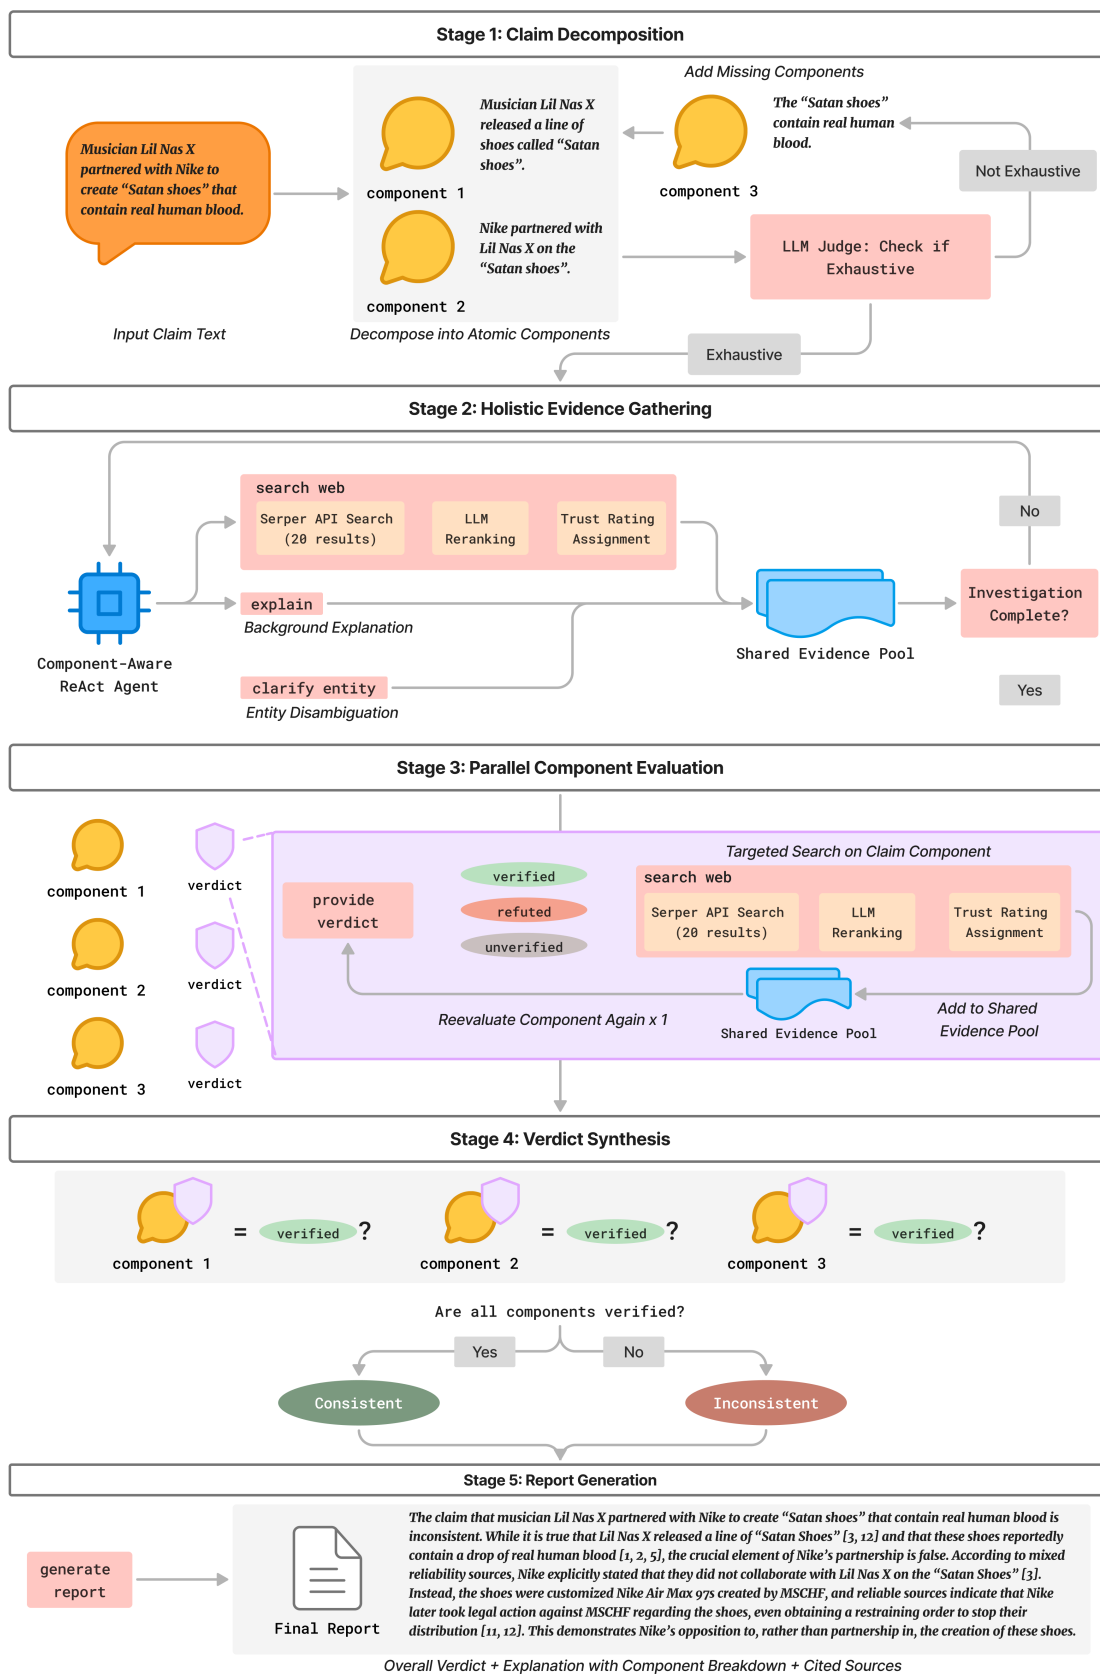 Stage 1: Claim Decomposition
Add Missing Components
Musician Lil Nas X
partnered with Nike to
create “Satan shoes” that
contain real human blood.
Input Claim Text
Musician Lil Nas X
released a line of
shoes called “Satan
shoes”.
component 1
Nike partnered with
Lil Nas X on the
“Satan shoes”.
component 2
Decompose into Atomic Components
The “Satan shoes”
contain real human
blood.
component 3
Not Exhaustive
LLM Judge: Check if
Exhaustive
Exhaustive
Stage 2: Holistic Evidence Gathering
search web
Serper API Search
(20 results)
LLM
Reranking
Trust Rating
Assignment
No
Component-Aware
ReAct Agent
explain
Background Explanation
clarify entity
Entity Disambiguation
Shared Evidence Pool
Investigation
Complete?
Yes
Stage 3: Parallel Component Evaluation
component 1
verdict
component 2
verdict
component 3
verdict
provide
verdict
verified
refuted
unverified
Targeted Search on Claim Component
search web
Serper API Search
(20 results)
LLM
Reranking
Trust Rating
Assignment
Reevaluate Component Again x 1
Shared Evidence Pool
Add to Shared
Evidence Pool
Stage 4: Verdict Synthesis
component 1
= verified ?
component 2
= verified ?
component 3
= verified ?
Are all components verified?
Yes
No
Consistent
Inconsistent
Stage 5: Report Generation
generate
report
Final Report
The claim that musician Lil Nas X partnered with Nike to create “Satan shoes” that contain real human blood is
inconsistent. While it is true that Lil Nas X released a line of “Satan Shoes” [3, 12] and that these shoes reportedly
contain a drop of real human blood [1, 2, 5], the crucial element of Nike’s partnership is false. According to mixed
reliability sources, Nike explicitly stated that they did not collaborate with Lil Nas X on the “Satan Shoes” [3].
Instead, the shoes were customized Nike Air Max 97s created by MSCHF, and reliable sources indicate that Nike
later took legal action against MSCHF regarding the shoes, even obtaining a restraining order to stop their
distribution [11, 12]. This demonstrates Nike’s opposition to, rather than partnership in, the creation of these shoes.
Overall Verdict + Explanation with Component Breakdown + Cited Sources